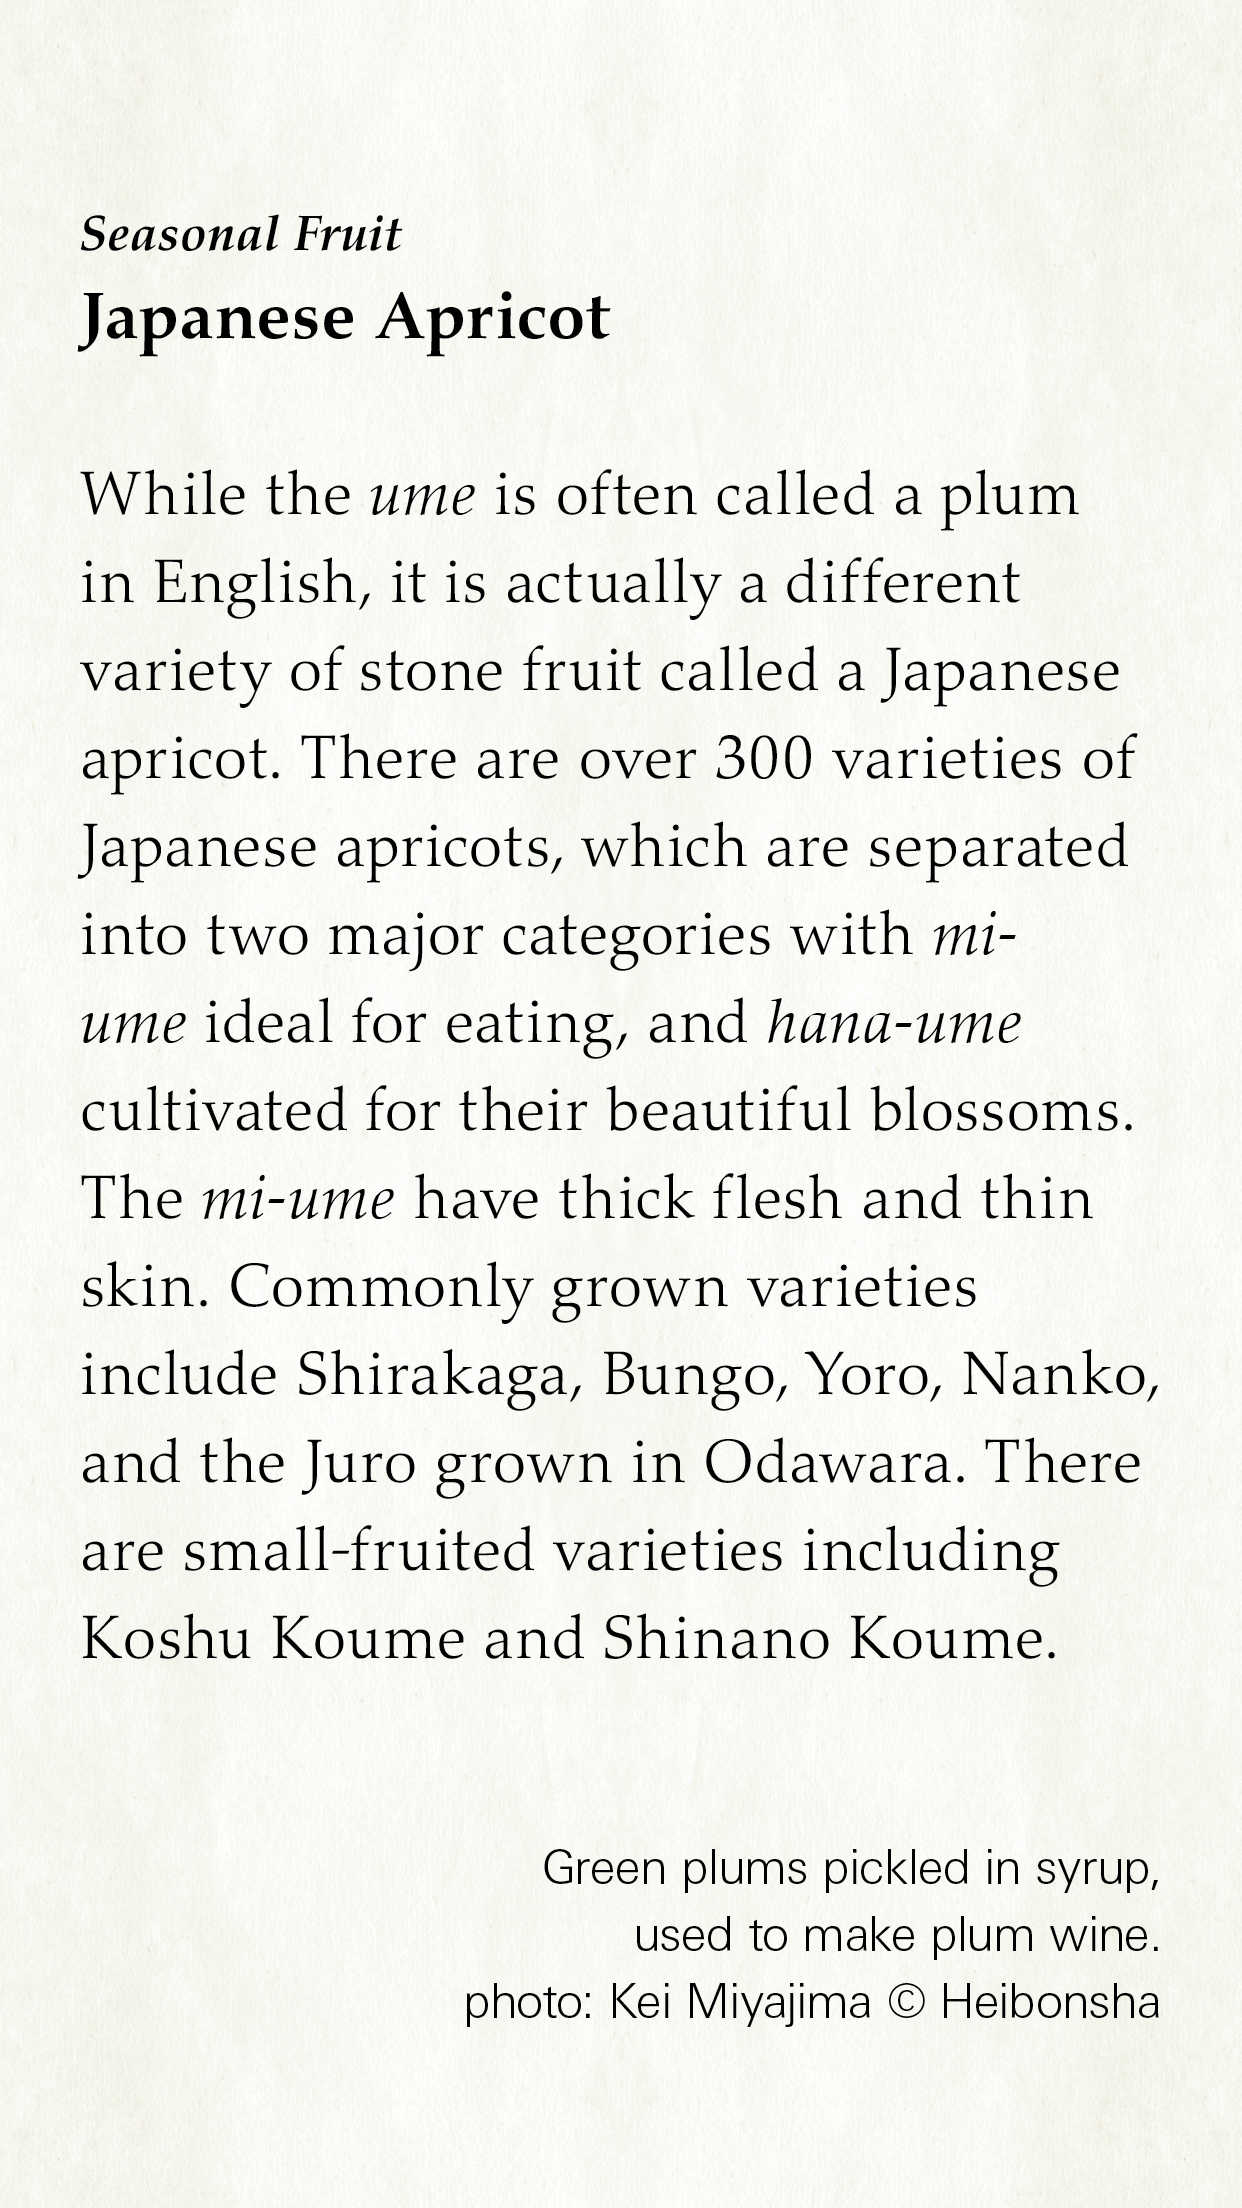 Seasonal Fruit
Japanese Apricot
While the ume is often called a plum
in English, it is actually a different
variety of stone fruit called a Japanese
apricot. There are over 300 varieties of
Japanese apricots, which are separated
into two major categories with mi-
ume ideal for eating, and hana-ume
cultivated for their beautiful blossoms.
The mi-ume have thick flesh and thin
skin. Commonly grown varieties
include Shirakaga, Bungo, Yoro, Nanko,
and the Juro grown in Odawara. There
are small-fruited varieties including
Koshu Koume and Shinano Koume.
Green plums pickled in syrup,
used to make plum wine.
photo: Kei Miyajima © Heibonsha